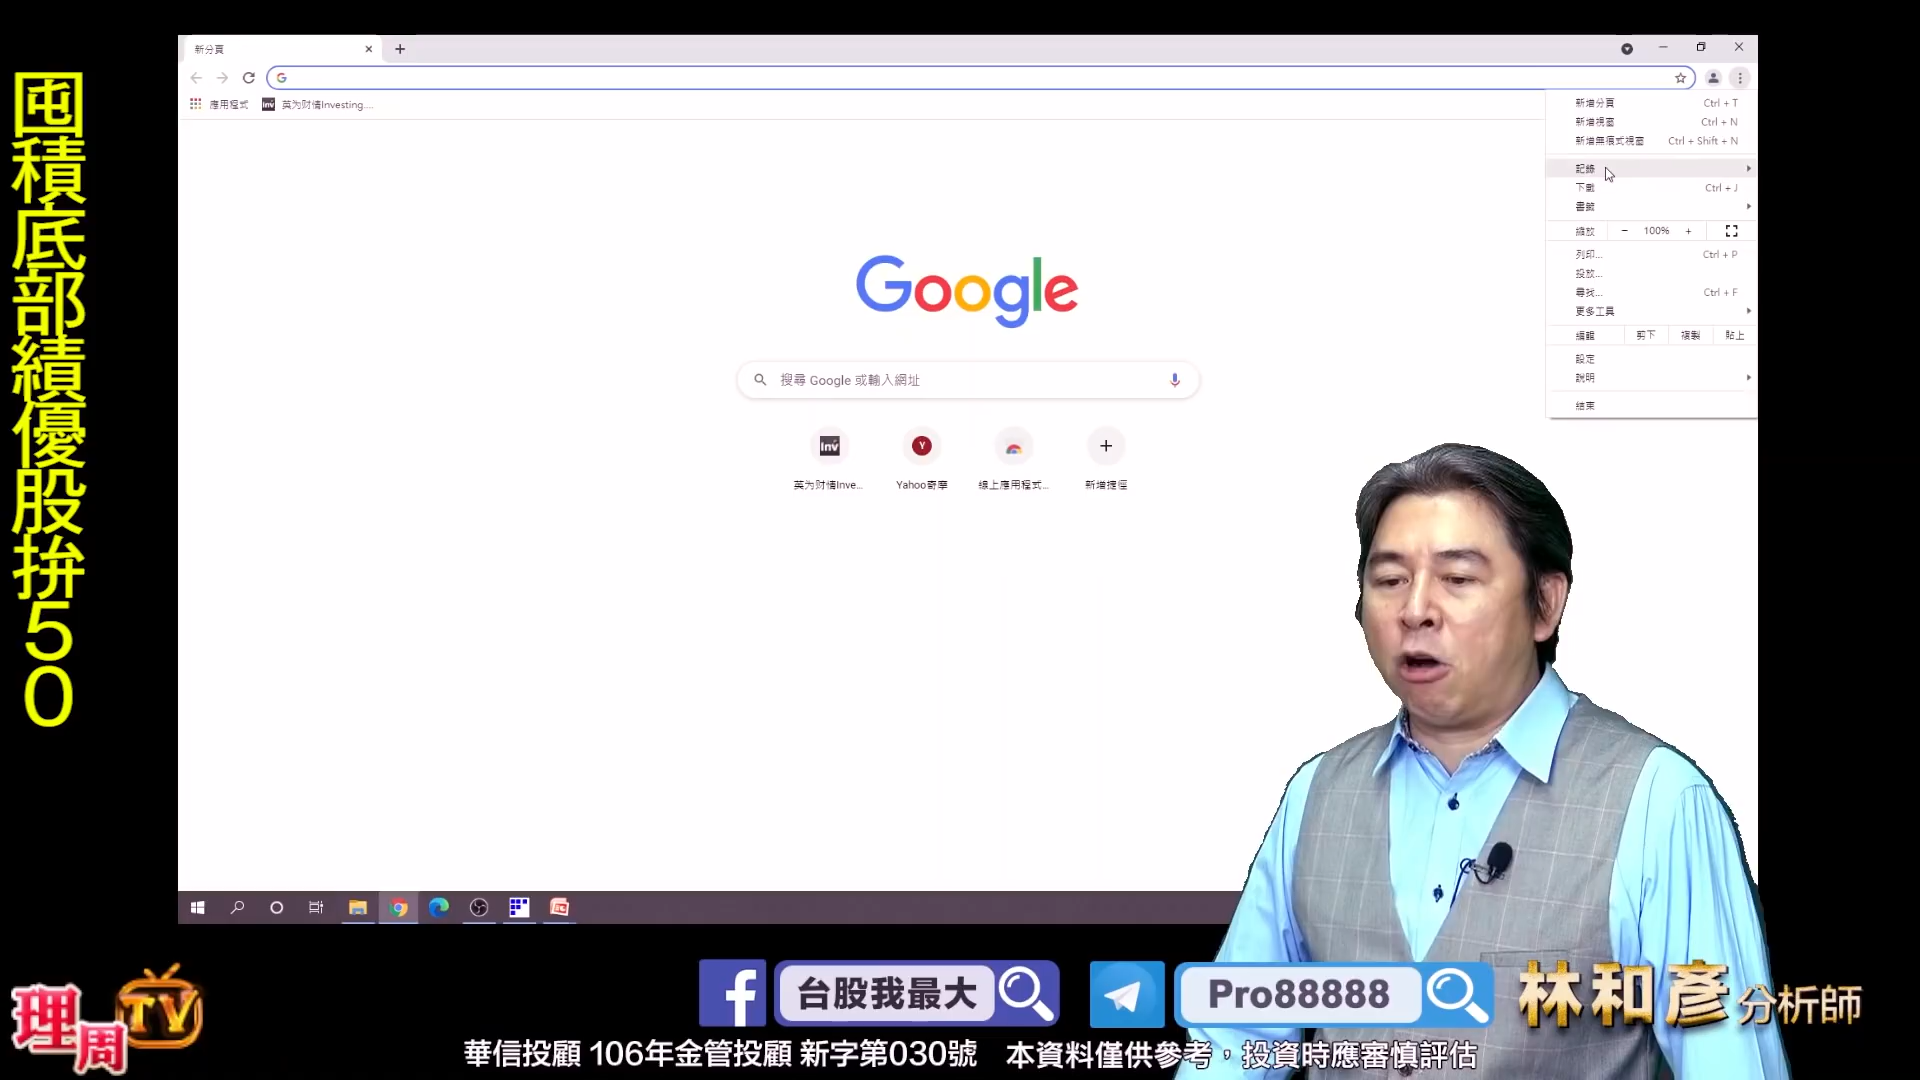 囤積底部績優股拚50
新分頁
應用程式
英为财情Investing....
新增分頁 Ctrl + T
新增視窗 Ctrl + N
新增無痕式視窗 Ctrl + Shift + N
記錄
下載 Ctrl + J
書籤
縮放 − 100% +
列印... Ctrl + P
投放...
尋找... Ctrl + F
更多工具
編輯 剪下 複製 貼上
設定
說明
結束
Google
搜尋 Google 或輸入網址
Inv
Y
英为财情Inve...
Yahoo奇摩
線上應用程式...
新增捷徑
理周TV
台股我最大
Pro88888
林和彥分析師
華信投顧 106年金管投顧 新字第030號 本資料僅供參考，投資時應審慎評估